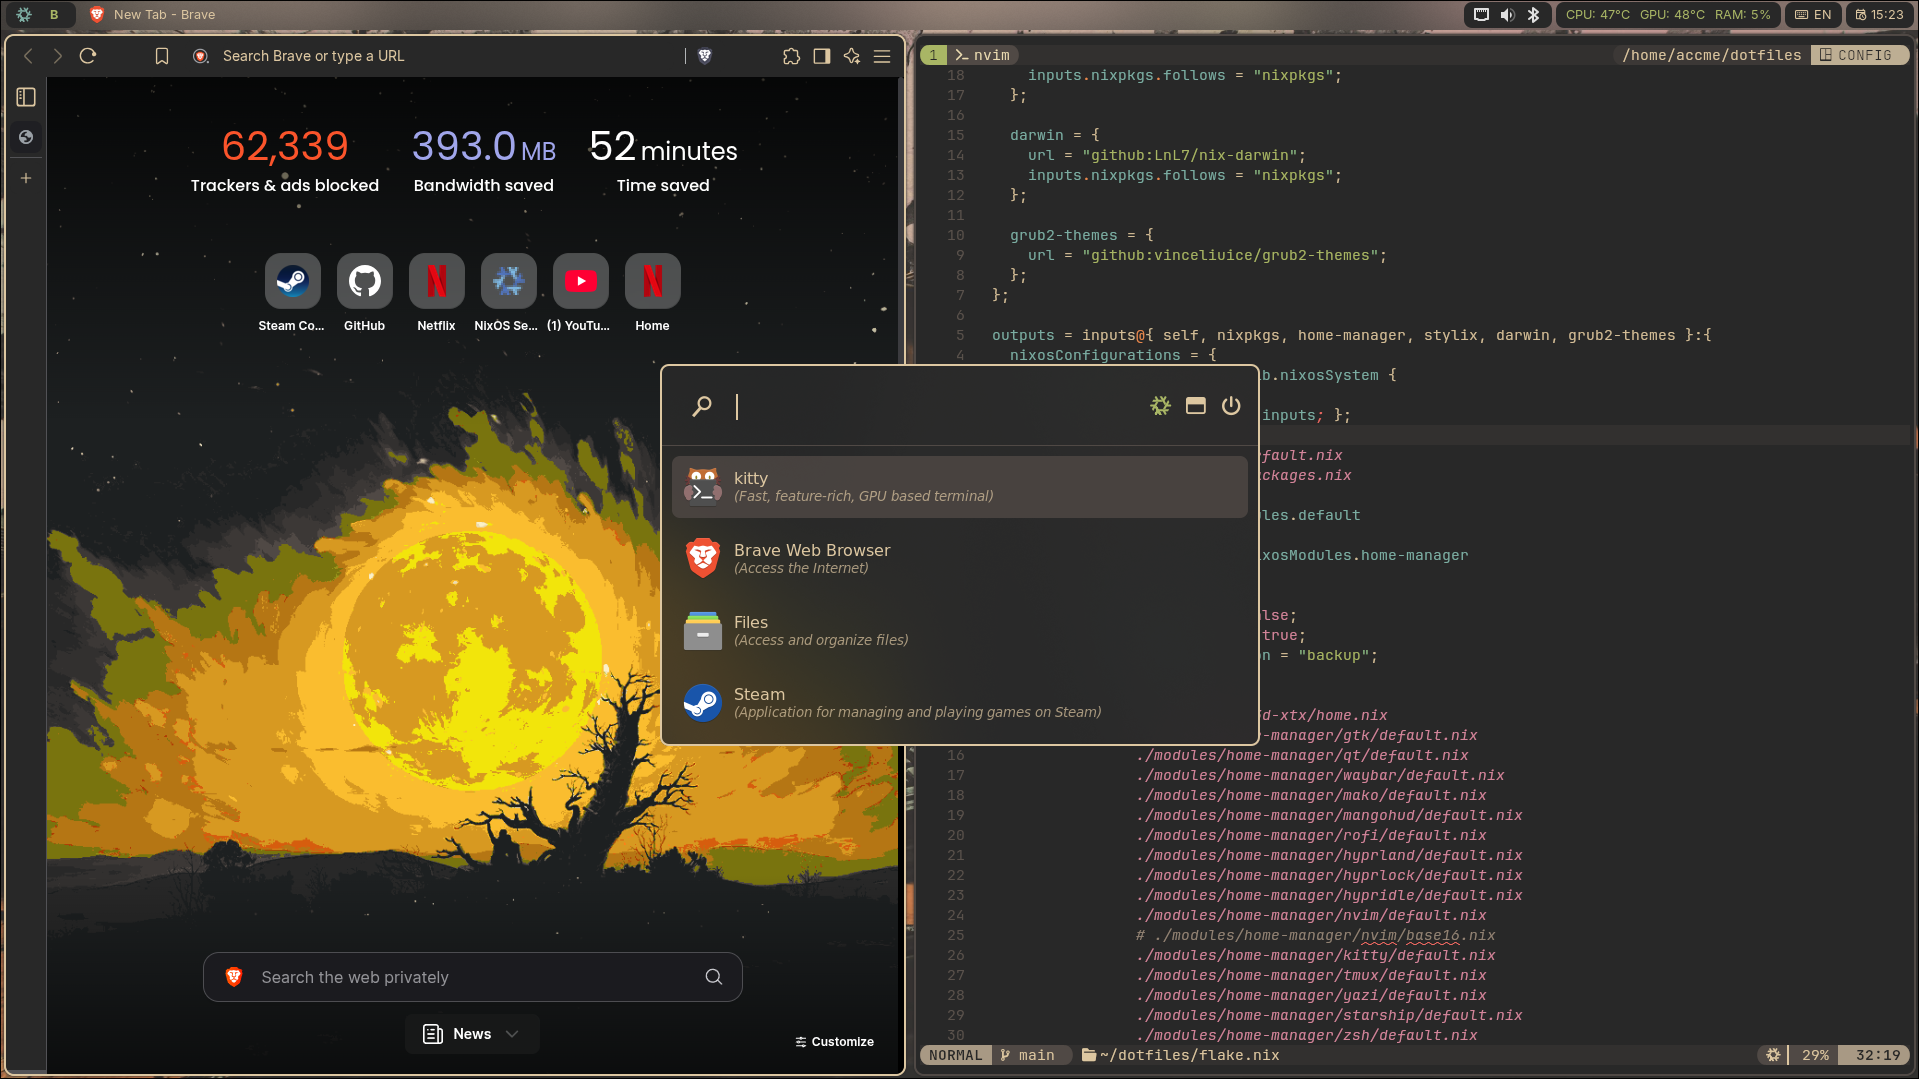 B
New Tab - Brave
CPU: 47°C GPU: 48°C RAM: 5%
EN
15:23
Search Brave or type a URL
62,339
Trackers & ads blocked
393.0 MB
Bandwidth saved
52 minutes
Time saved
Steam Co...
GitHub
Netflix
NixOS Se...
(1) YouTu...
Home
Search the web privately
News
Customize
kitty
(Fast, feature-rich, GPU based terminal)
Brave Web Browser
(Access the Internet)
Files
(Access and organize files)
Steam
(Application for managing and playing games on Steam)
1 nvim
/home/accme/dotfiles CONFIG
18 inputs.nixpkgs.follows = "nixpkgs";
17 };
16
15 darwin = {
14 url = "github:LnL7/nix-darwin";
13 inputs.nixpkgs.follows = "nixpkgs";
12 };
11
10 grub2-themes = {
9 url = "github:vinceliuice/grub2-themes";
8 };
7 };
6
5 outputs = inputs@{ self, nixpkgs, home-manager, stylix, darwin, grub2-themes }:{
4 nixosConfigurations = {
b.nixosSystem {
inputs; };
fault.nix
ckages.nix
les.default
ixosModules.home-manager
lse;
true;
n = "backup";
d-xtx/home.nix
-manager/gtk/default.nix
16 ./modules/home-manager/qt/default.nix
17 ./modules/home-manager/waybar/default.nix
18 ./modules/home-manager/mako/default.nix
19 ./modules/home-manager/mangohud/default.nix
20 ./modules/home-manager/rofi/default.nix
21 ./modules/home-manager/hyprland/default.nix
22 ./modules/home-manager/hyprlock/default.nix
23 ./modules/home-manager/hypridle/default.nix
24 ./modules/home-manager/nvim/default.nix
25 # ./modules/home-manager/nvim/base16.nix
26 ./modules/home-manager/kitty/default.nix
27 ./modules/home-manager/tmux/default.nix
28 ./modules/home-manager/yazi/default.nix
29 ./modules/home-manager/starship/default.nix
30 ./modules/home-manager/zsh/default.nix
NORMAL main ~/dotfiles/flake.nix 29% 32:19